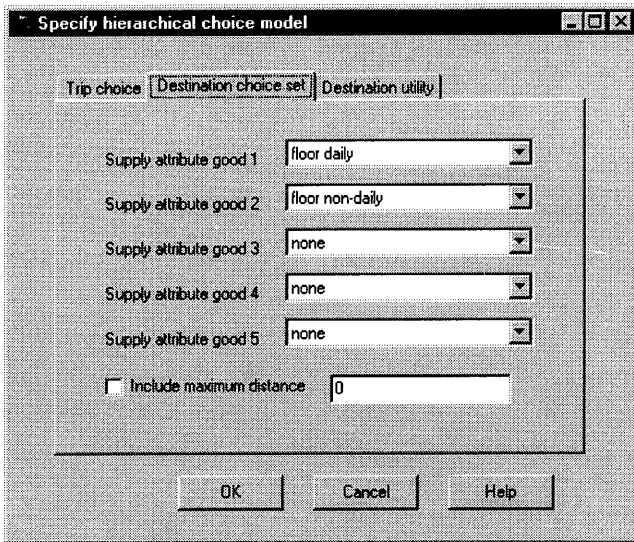 Specify hierarchical choice model
Trip choice Destination choice set Destination utility
Supply attribute good 1 floor daily
Supply attribute good 2 floor non-daily
Supply attribute good 3 none
Supply attribute good 4 none
Supply attribute good 5 none
Include maximum distance 0
OK Cancel Help